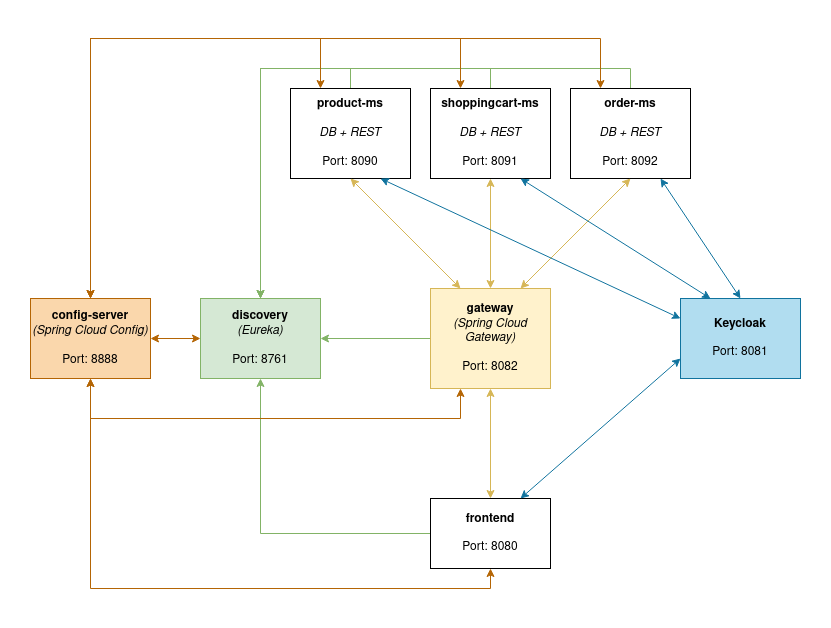 product-ms
DB + REST
Port: 8090
shoppingcart-ms
DB + REST
Port: 8091
order-ms
DB + REST
Port: 8092
config-server
(Spring Cloud Config)
Port: 8888
discovery
(Eureka)
Port: 8761
gateway
(Spring Cloud
Gateway)
Port: 8082
Keycloak
Port: 8081
frontend
Port: 8080